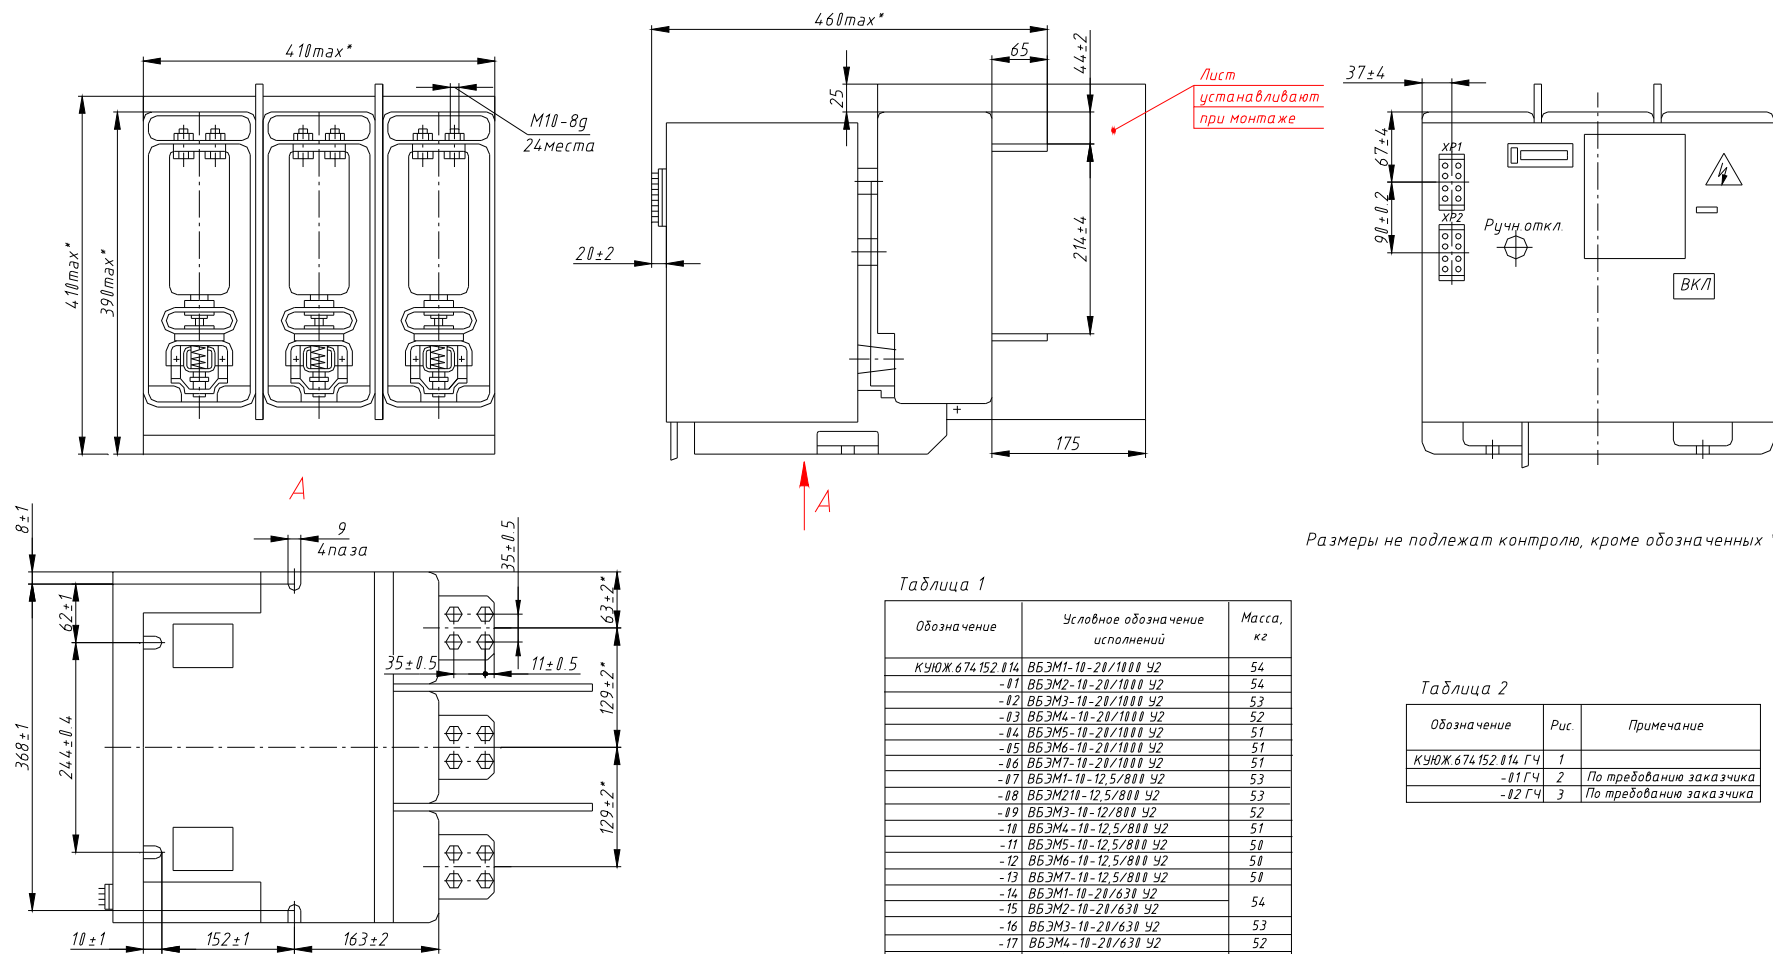 410max*
M10-8g
24места
410max*
390max*
460max*
65
44±2
25
Лист
устанавливают
при монтаже
20±2
214±4
175
А
37±4
67±4
90±0.2
XP1
XP2
Ручн.откл.
ВКЛ
А
8±1
9
4паза
35±0.5
63±2*
62±1
35±0.5
11±0.5
129±2*
368±1
244±0.4
129±2*
10±1
152±1
163±2
Размеры не подлежат контролю, кроме обозначенных
Таблица 1
Обозначение Условное обозначение исполнений Масса, кг
КУЮЖ.674152.014 ВБЭМ1-10-20/1000 У2 54
-01 ВБЭМ2-10-20/1000 У2 54
-02 ВБЭМ3-10-20/1000 У2 53
-03 ВБЭМ4-10-20/1000 У2 52
-04 ВБЭМ5-10-20/1000 У2 51
-05 ВБЭМ6-10-20/1000 У2 51
-06 ВБЭМ7-10-20/1000 У2 51
-07 ВБЭМ1-10-12,5/800 У2 53
-08 ВБЭМ210-12,5/800 У2 53
-09 ВБЭМ3-10-12/800 У2 52
-10 ВБЭМ4-10-12,5/800 У2 51
-11 ВБЭМ5-10-12,5/800 У2 50
-12 ВБЭМ6-10-12,5/800 У2 50
-13 ВБЭМ7-10-12,5/800 У2 50
-14 ВБЭМ1-10-20/630 У2 54
-15 ВБЭМ2-10-20/630 У2
-16 ВБЭМ3-10-20/630 У2 53
-17 ВБЭМ4-10-20/630 У2 52
Таблица 2
Обозначение Рис. Примечание
КУЮЖ.674152.014 ГЧ 1
-01 ГЧ 2 По требованию заказчика
-02 ГЧ 3 По требованию заказчика